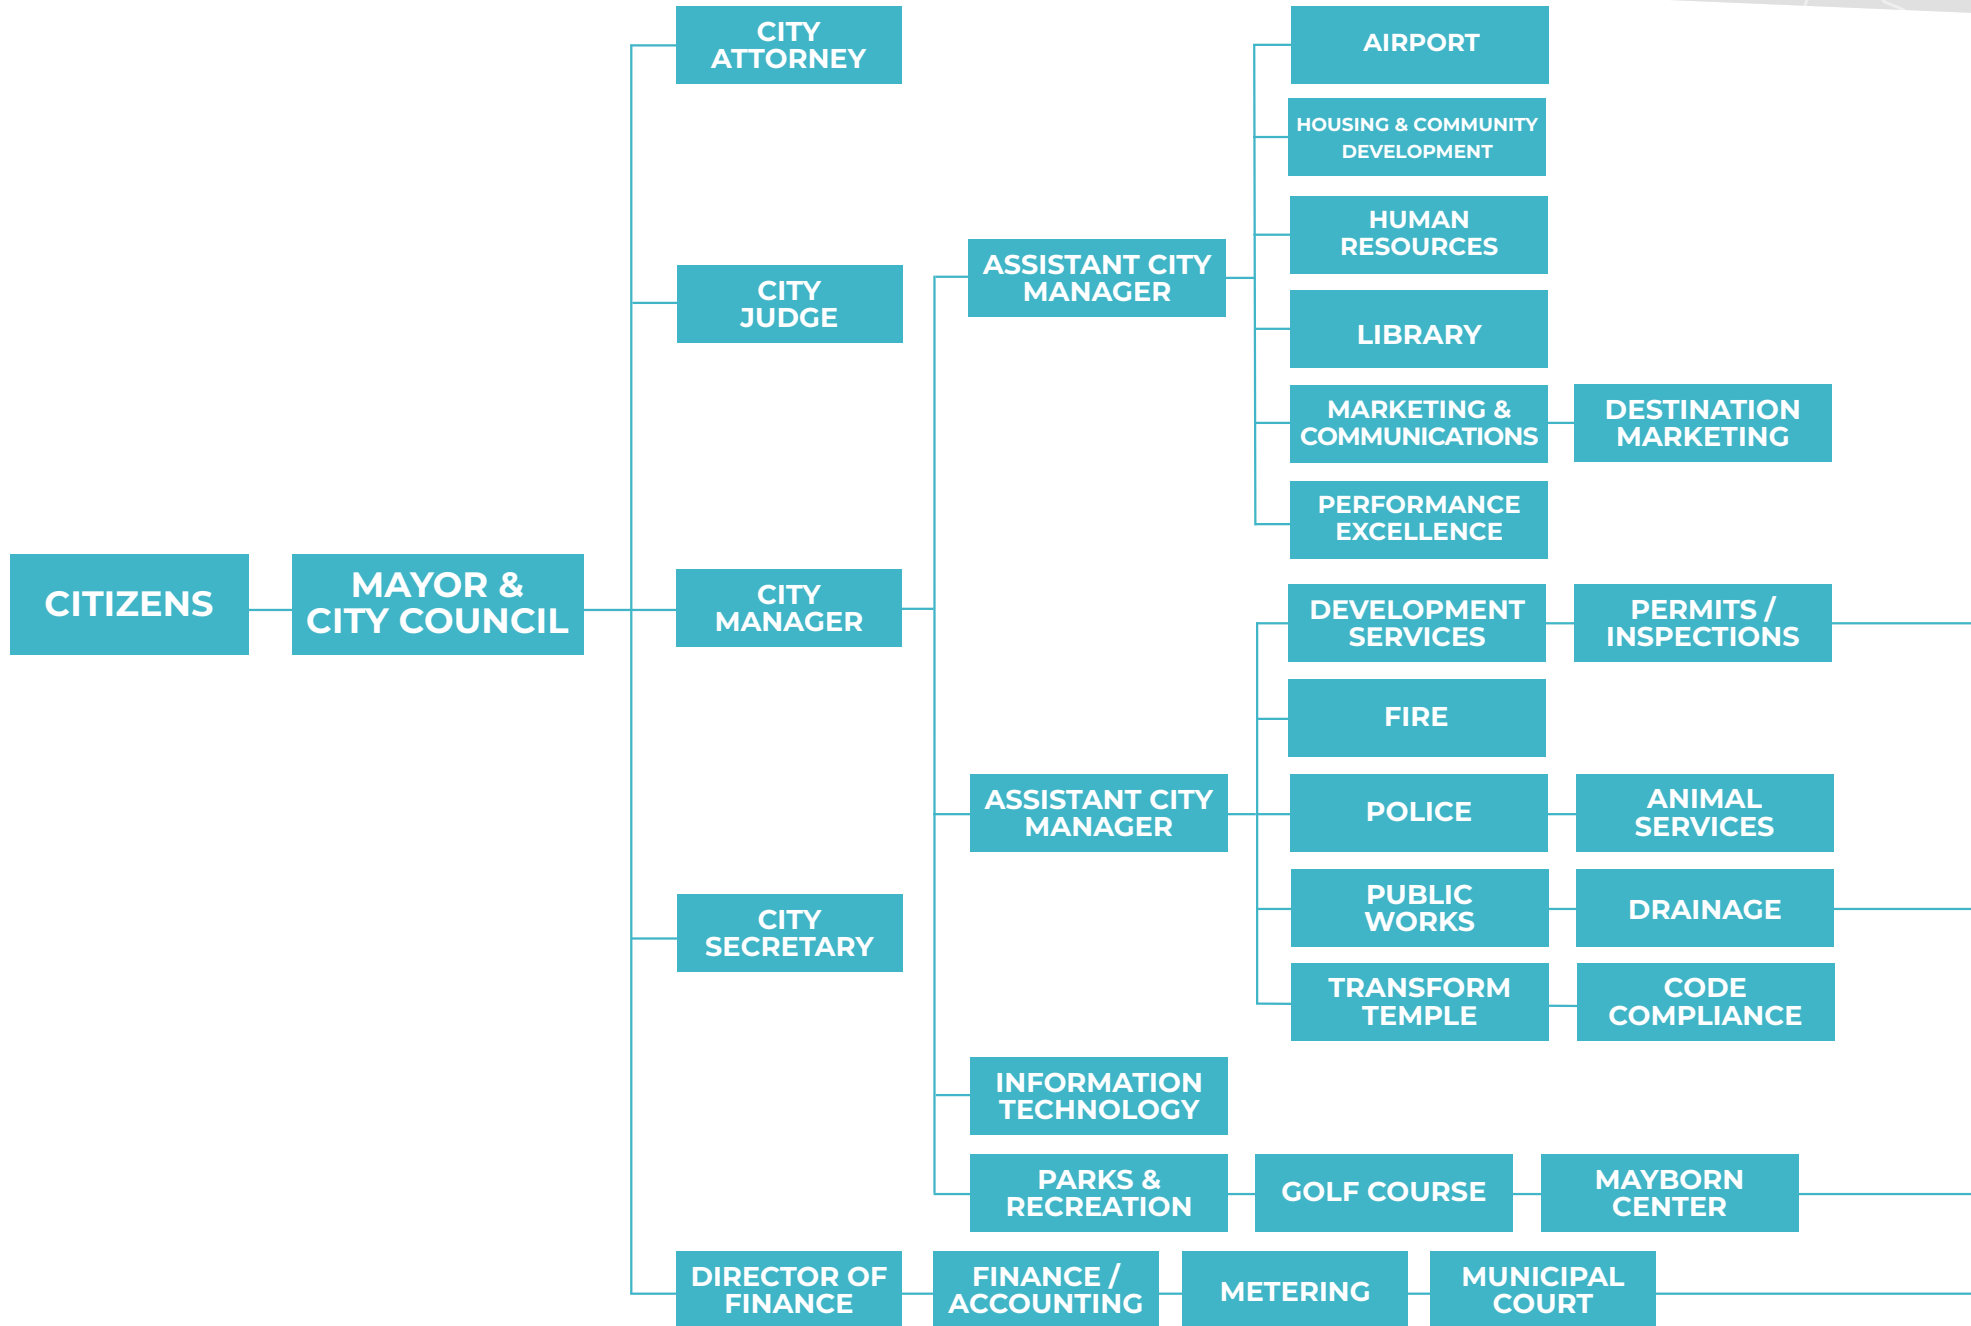 CITIZENS
MAYOR &
CITY COUNCIL
CITY
ATTORNEY
CITY
JUDGE
CITY
MANAGER
CITY
SECRETARY
DIRECTOR OF
FINANCE
ASSISTANT CITY
MANAGER
AIRPORT
HOUSING & COMMUNITY
DEVELOPMENT
HUMAN
RESOURCES
LIBRARY
MARKETING &
COMMUNICATIONS
DESTINATION
MARKETING
PERFORMANCE
EXCELLENCE
ASSISTANT CITY
MANAGER
DEVELOPMENT
SERVICES
PERMITS /
INSPECTIONS
FIRE
POLICE
ANIMAL
SERVICES
PUBLIC
WORKS
DRAINAGE
TRANSFORM
TEMPLE
CODE
COMPLIANCE
INFORMATION
TECHNOLOGY
PARKS &
RECREATION
GOLF COURSE
MAYBORN
CENTER
FINANCE /
ACCOUNTING
METERING
MUNICIPAL
COURT